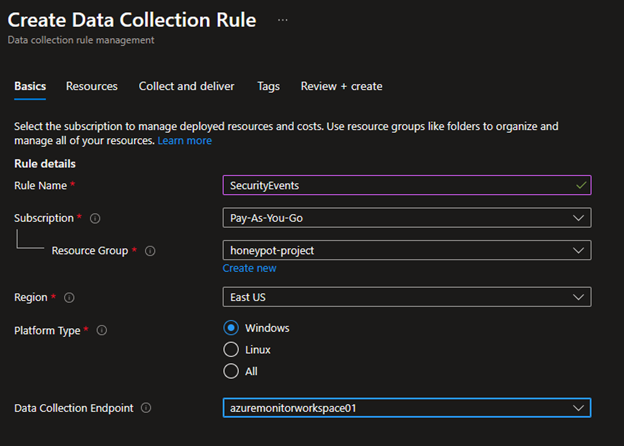 Create Data Collection Rule ...
Data collection rule management
Basics Resources Collect and deliver Tags Review + create
Select the subscription to manage deployed resources and costs. Use resource groups like folders to organize and
manage all of your resources. Learn more
Rule details
Rule Name * SecurityEvents
Subscription * Pay-As-You-Go
Resource Group * honeypot-project
Create new
Region * East US
Platform Type * Windows
Linux
All
Data Collection Endpoint azuremonitorworkspace01